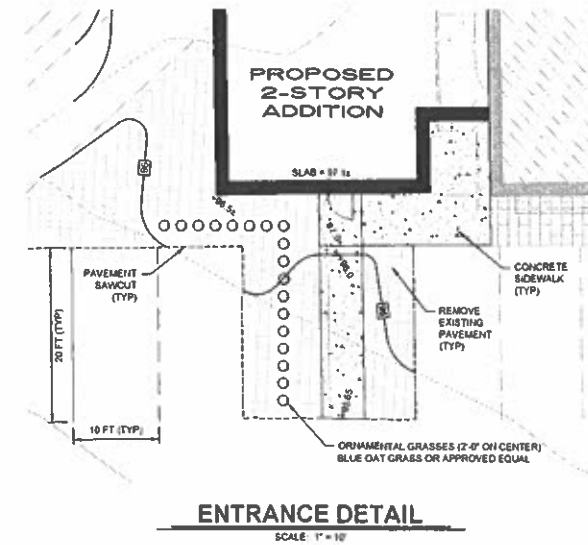 PROPOSED
2-STORY
ADDITION
PAVEMENT
SAWCUT
(TYP)
CONCRETE
SIDEWALK
(TYP)
REMOVE
EXISTING
PAVEMENT
(TYP)
20 FT (TYP)
10 FT (TYP)
ORNAMENTAL GRASSES (2'-0" ON CENTER)
BLUE OAT GRASS OR APPROVED EQUAL
ENTRANCE DETAIL
SCALE: 1" = 10'